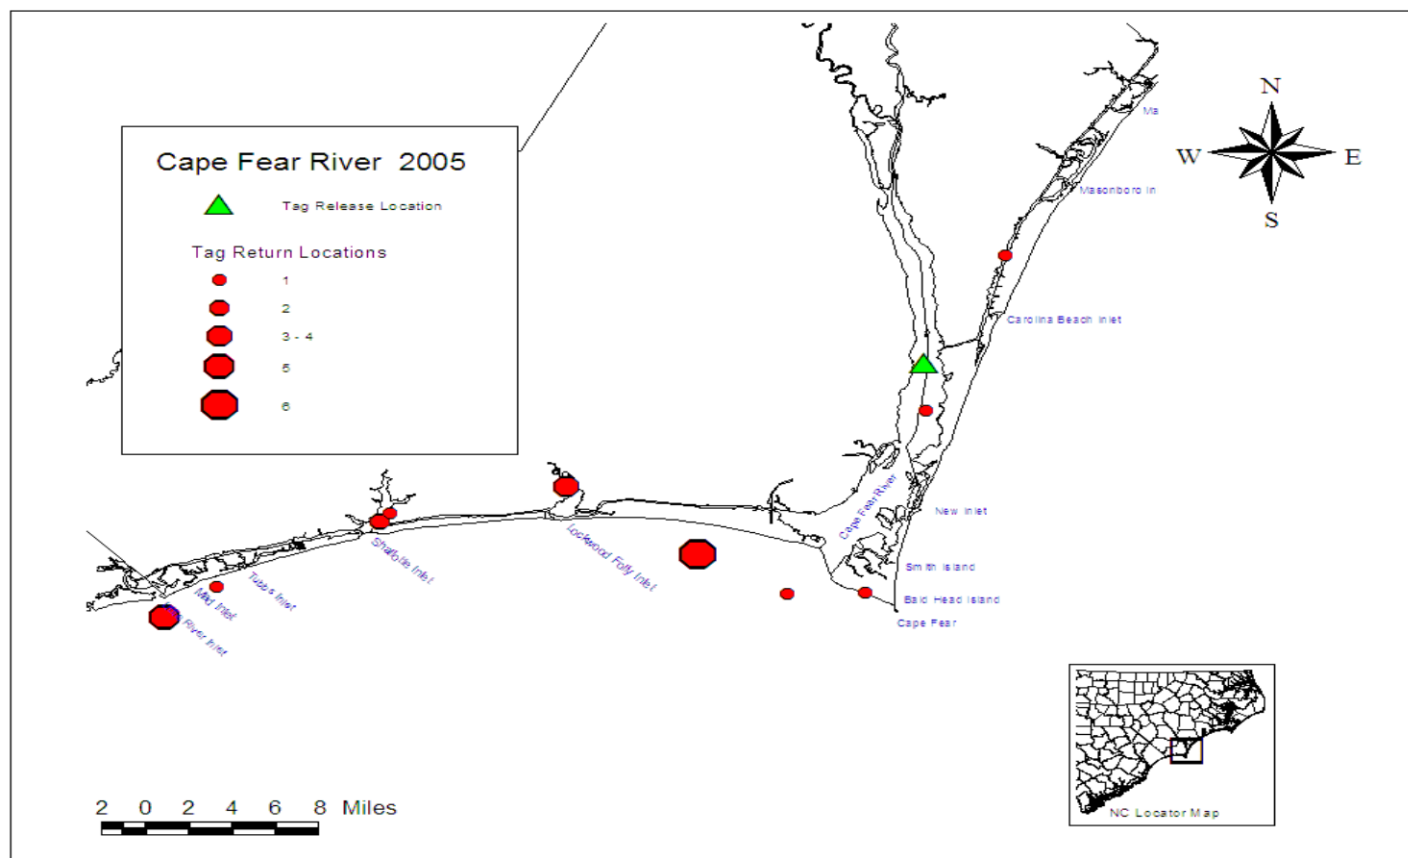 Cape Fear River 2005
Tag Release Location
Tag Return Locations
1
2
3 - 4
5
6
N
W E
S
Ma
Masonboro In
Carolina Beach Inlet
Cape Fear River
New Inlet
Smith Island
Bald Head Island
Cape Fear
Lockwood Folly Inlet
Shallotte Inlet
Tubbs Inlet
Mad Inlet
River Inlet
2 0 2 4 6 8 Miles
NC Locator Map